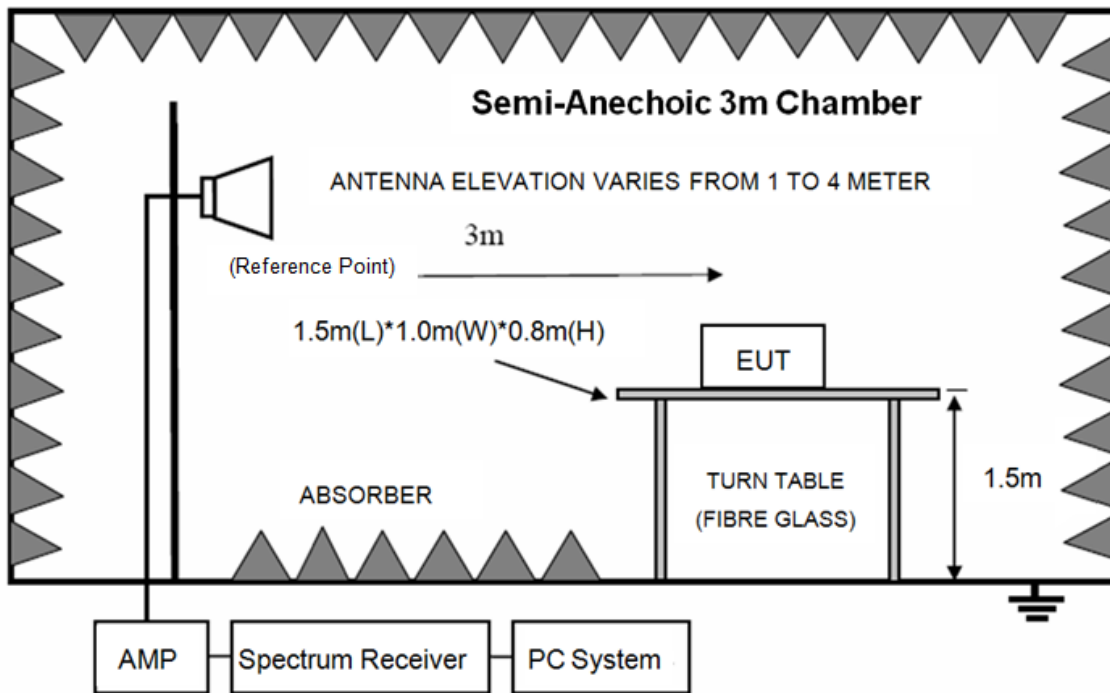 Semi-Anechoic 3m Chamber
ANTENNA ELEVATION VARIES FROM 1 TO 4 METER
3m
(Reference Point)
1.5m(L)*1.0m(W)*0.8m(H)
EUT
1.5m
TURN TABLE
(FIBRE GLASS)
ABSORBER
AMP
Spectrum Receiver
PC System